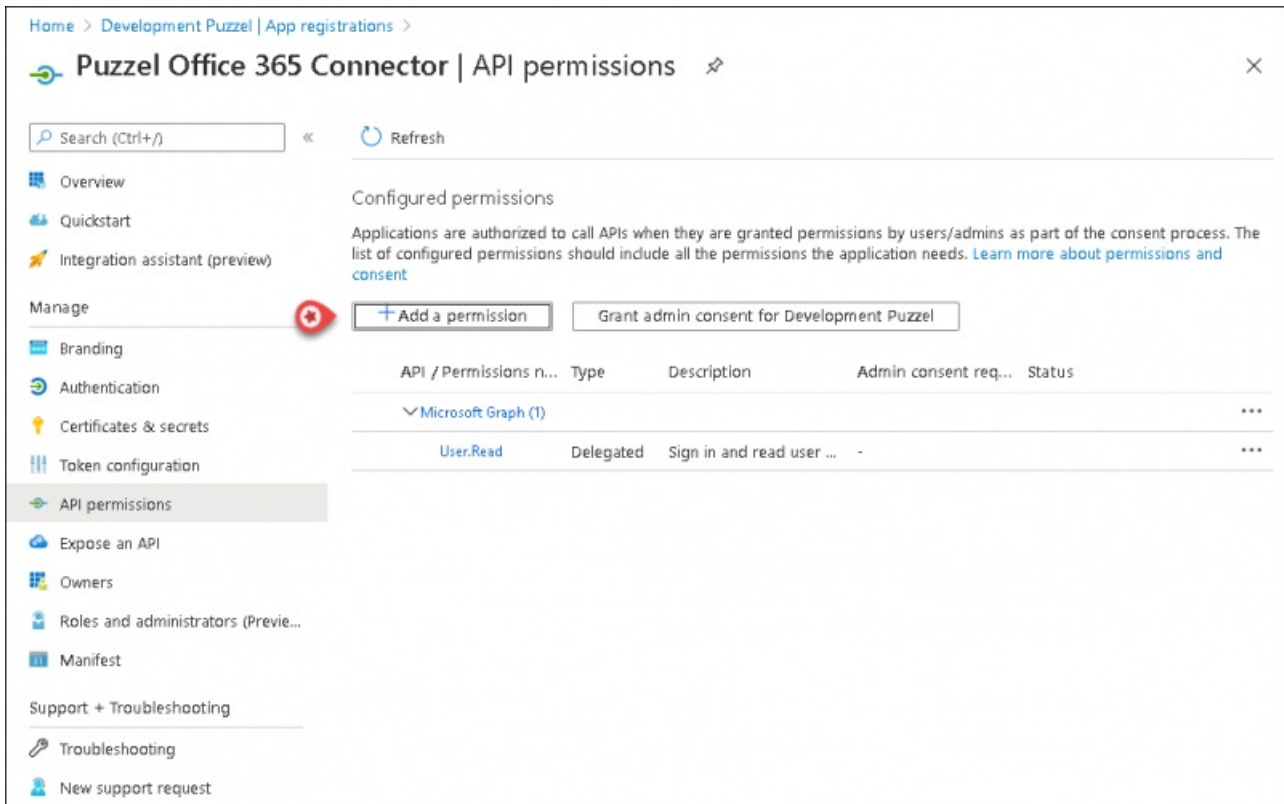 Home > Development Puzzel | App registrations >
Puzzel Office 365 Connector | API permissions
Search (Ctrl+/)
«
Refresh
Overview
Quickstart
Integration assistant (preview)
Manage
Branding
Authentication
Certificates & secrets
Token configuration
API permissions
Expose an API
Owners
Roles and administrators (Previe...
Manifest
Support + Troubleshooting
Troubleshooting
New support request
Configured permissions
Applications are authorized to call APIs when they are granted permissions by users/admins as part of the consent process. The
list of configured permissions should include all the permissions the application needs. Learn more about permissions and
consent
+ Add a permission
Grant admin consent for Development Puzzel
API / Permissions n... Type Description Admin consent req... Status
Microsoft Graph (1) ...
User.Read Delegated Sign in and read user ... - ...